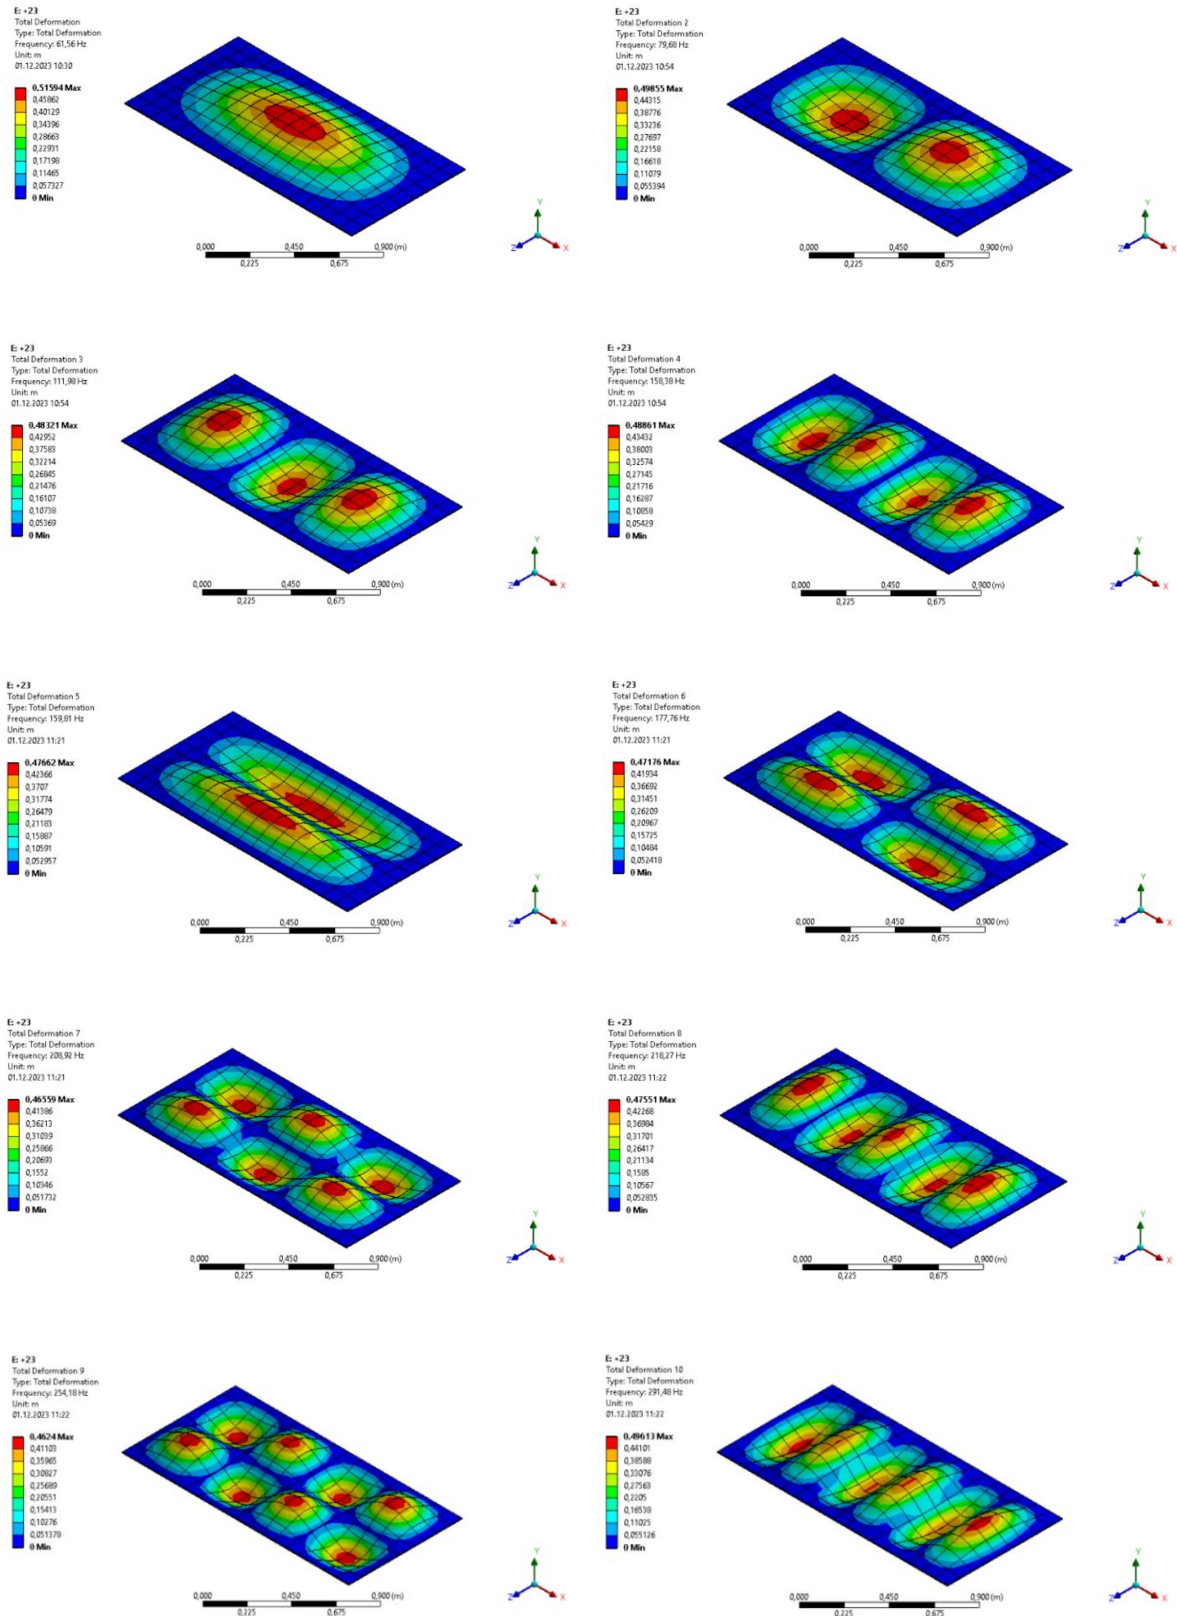 E: +23
Total Deformation
Type: Total Deformation
Frequency: 61,56 Hz
Unit: m
01.12.2023 10:30
0,51594 Max
0,45862
0,40129
0,34396
0,28663
0,22931
0,17198
0,11465
0,057327
0 Min
Y
Z X
0,000 0,450 0,900 (m)
0,225 0,675
E: +23
Total Deformation 2
Type: Total Deformation
Frequency: 79,68 Hz
Unit: m
01.12.2023 10:54
0,49855 Max
0,44315
0,38776
0,33236
0,27697
0,22158
0,16618
0,11079
0,055394
0 Min
Y
Z X
0,000 0,450 0,900 (m)
0,225 0,675
E: +23
Total Deformation 3
Type: Total Deformation
Frequency: 111,98 Hz
Unit: m
01.12.2023 10:54
0,48321 Max
0,42952
0,37583
0,32214
0,26845
0,21476
0,16107
0,10738
0,05369
0 Min
Y
Z X
0,000 0,450 0,900 (m)
0,225 0,675
E: +23
Total Deformation 4
Type: Total Deformation
Frequency: 158,38 Hz
Unit: m
01.12.2023 10:54
0,48861 Max
0,43432
0,38003
0,32574
0,27145
0,21716
0,16287
0,10858
0,05429
0 Min
Y
Z X
0,000 0,450 0,900 (m)
0,225 0,675
E: +23
Total Deformation 5
Type: Total Deformation
Frequency: 159,81 Hz
Unit: m
01.12.2023 11:21
0,47662 Max
0,42366
0,3707
0,31774
0,26479
0,21183
0,15887
0,10591
0,052957
0 Min
Y
Z X
0,000 0,450 0,900 (m)
0,225 0,675
E: +23
Total Deformation 6
Type: Total Deformation
Frequency: 177,76 Hz
Unit: m
01.12.2023 11:21
0,47176 Max
0,41934
0,36692
0,31451
0,26209
0,20967
0,15725
0,10484
0,052418
0 Min
Y
Z X
0,000 0,450 0,900 (m)
0,225 0,675
E: +23
Total Deformation 7
Type: Total Deformation
Frequency: 208,92 Hz
Unit: m
01.12.2023 11:21
0,46559 Max
0,41386
0,36213
0,31039
0,25866
0,20693
0,1552
0,10346
0,051732
0 Min
Y
Z X
0,000 0,450 0,900 (m)
0,225 0,675
E: +23
Total Deformation 8
Type: Total Deformation
Frequency: 218,27 Hz
Unit: m
01.12.2023 11:22
0,47551 Max
0,42268
0,36984
0,31701
0,26417
0,21134
0,1585
0,10567
0,052835
0 Min
Y
Z X
0,000 0,450 0,900 (m)
0,225 0,675
E: +23
Total Deformation 9
Type: Total Deformation
Frequency: 254,18 Hz
Unit: m
01.12.2023 11:22
0,4624 Max
0,41103
0,35965
0,30827
0,25689
0,20551
0,15413
0,10276
0,051378
0 Min
Y
Z X
0,000 0,450 0,900 (m)
0,225 0,675
E: +23
Total Deformation 10
Type: Total Deformation
Frequency: 291,48 Hz
Unit: m
01.12.2023 11:22
0,49613 Max
0,44101
0,38588
0,33076
0,27563
0,2205
0,16538
0,11025
0,055126
0 Min
Y
Z X
0,000 0,450 0,900 (m)
0,225 0,675